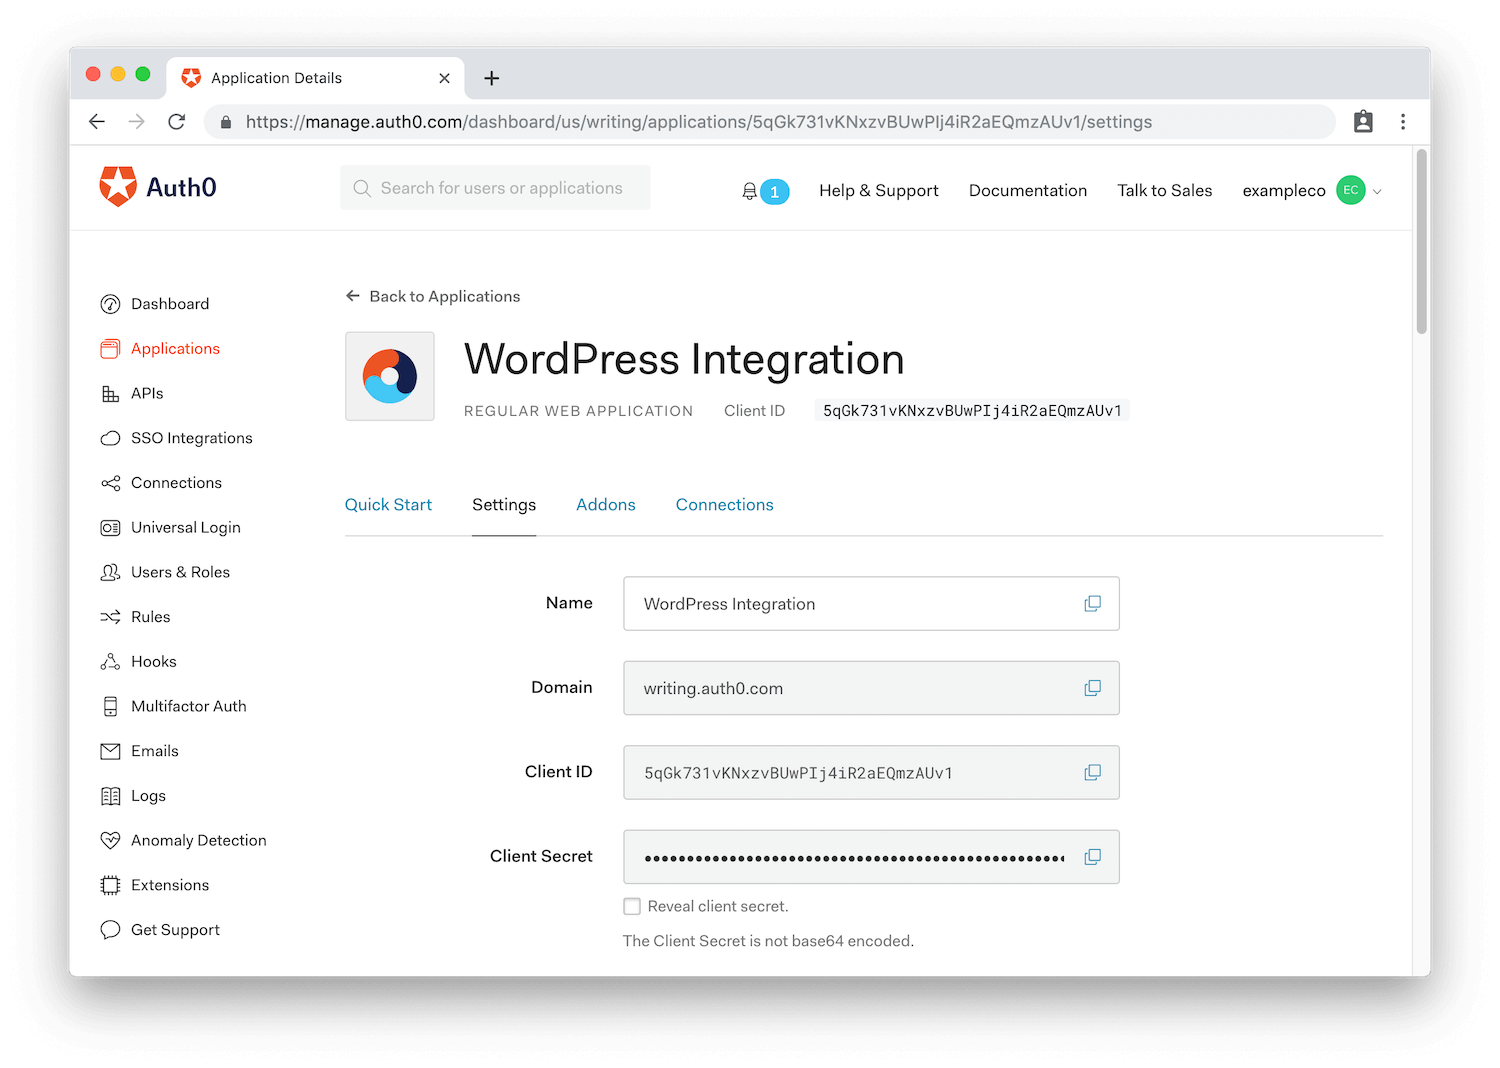 Application Details
https://manage.auth0.com/dashboard/us/writing/applications/5qGk731vKNxzvBUwPIj4iR2aEQmzAUv1/settings
Auth0
Search for users or applications
1
Help & Support
Documentation
Talk to Sales
exampleco
EC
Dashboard
Applications
APIs
SSO Integrations
Connections
Universal Login
Users & Roles
Rules
Hooks
Multifactor Auth
Emails
Logs
Anomaly Detection
Extensions
Get Support
Back to Applications
WordPress Integration
REGULAR WEB APPLICATION
Client ID
5qGk731vKNxzvBUwPIj4iR2aEQmzAUv1
Quick Start
Settings
Addons
Connections
Name
WordPress Integration
Domain
writing.auth0.com
Client ID
5qGk731vKNxzvBUwPIj4iR2aEQmzAUv1
Client Secret
Reveal client secret.
The Client Secret is not base64 encoded.